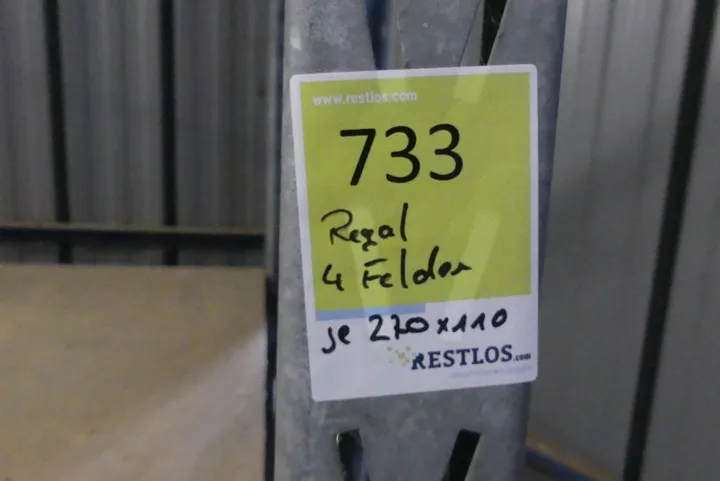 www.restlos.com
733
Regal
4 Felder
je 270x110
RESTLOS.com